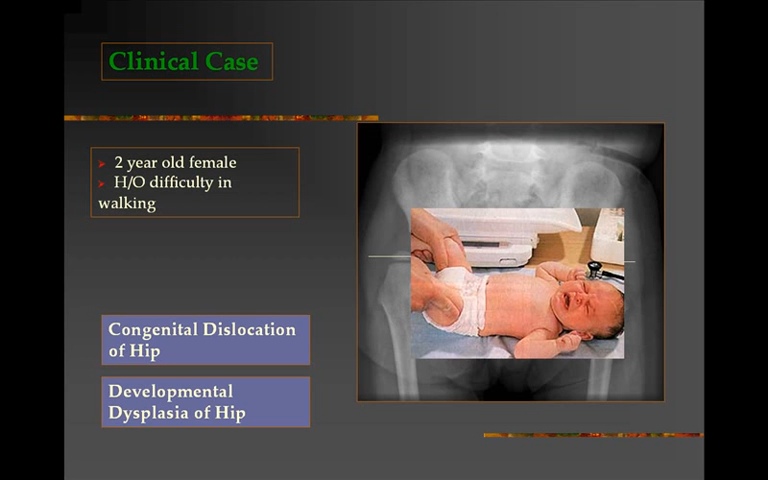 Clinical Case
2 year old female
H/O difficulty in
walking
Congenital Dislocation
of Hip
Developmental
Dysplasia of Hip